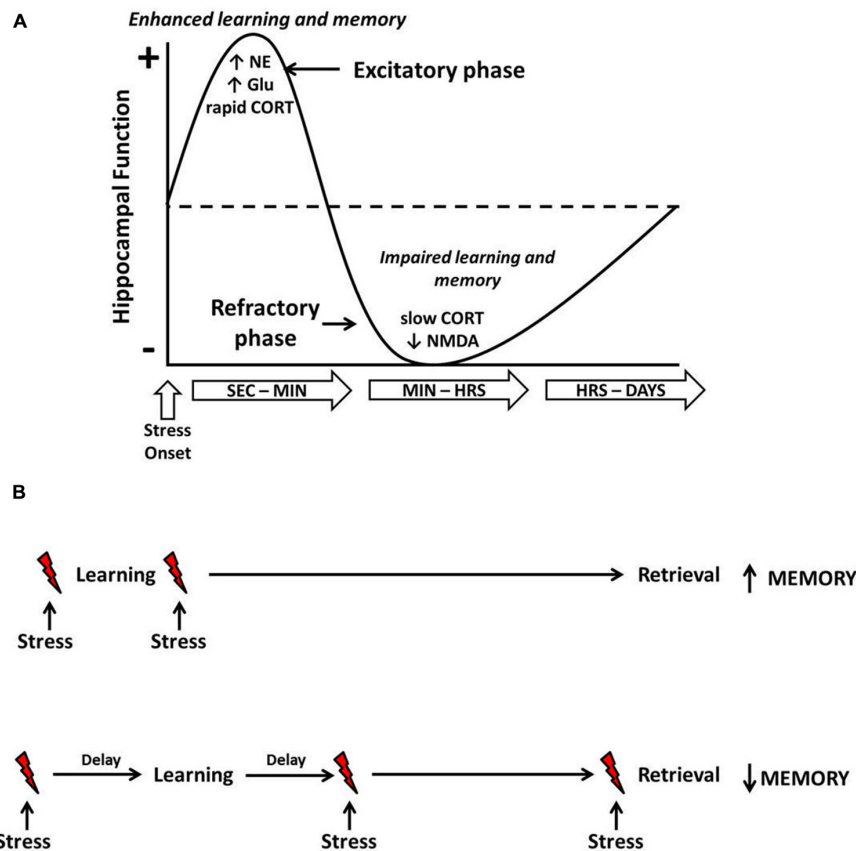 A
Enhanced learning and memory
+
↑ NE
↑ Glu
rapid CORT
Excitatory phase
Hippocampal Function
Impaired learning and
memory
Refractory
phase
slow CORT
↓ NMDA
-
SEC – MIN
MIN – HRS
HRS – DAYS
Stress
Onset
B
Learning
Retrieval
↑ MEMORY
Stress
Stress
Delay
Learning
Delay
Retrieval
↓ MEMORY
Stress
Stress
Stress